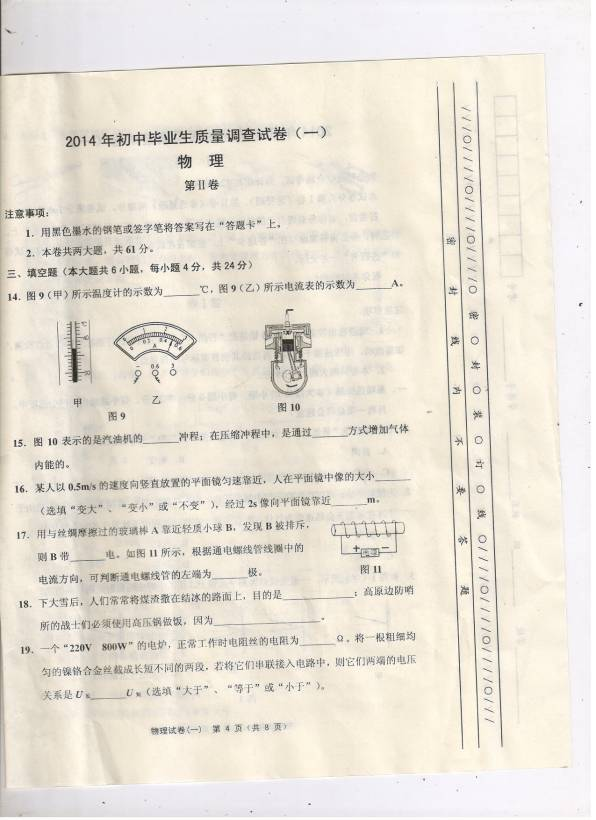 2014 年初中毕业生质量调查试卷（一）
物 理
第Ⅱ卷
注意事项：
1．用黑色墨水的钢笔或签字笔将答案写在“答题卡”上。
2．本卷共两大题，共 61 分。
三、填空题（本大题共 6 小题，每小题 4 分，共 24 分）
14．图 9（甲）所示温度计的示数为______℃，图 9（乙）所示电流表的示数为______A。
甲 乙
图 9
图 10
15．图 10 表示的是汽油机的______冲程；在压缩冲程中，是通过______方式增加气体
内能的。
16．某人以 0.5m/s 的速度向竖直放置的平面镜匀速靠近，人在平面镜中像的大小______
（选填“变大”、“变小”或“不变”），经过 2s 像向平面镜靠近______m。
17．用与丝绸摩擦过的玻璃棒 A 靠近轻质小球 B，发现 B 被排斥，
则 B 带______电。如图 11 所示，根据通电螺线管线圈中的
电流方向，可判断通电螺线管的左端为______极。
＋ 电源 －
图 11
18．下大雪后，人们常常将煤渣撒在结冰的路面上，目的是______；高原边防哨
所的战士们必须使用高压锅做饭，因为______。
19．一个“220V 800W”的电炉，正常工作时电阻丝的电阻为______Ω。将一根粗细均
匀的镍铬合金丝截成长短不同的两段，若将它们串联接入电路中，则它们两端的电压
关系是 U长______U短（选填“大于”、“等于”或“小于”）。
物理试卷(一) 第 4 页（共 8 页）
密 封 线 内 不 要 答 题
密 ○ 封 ○ 装 ○ 订 ○ 线